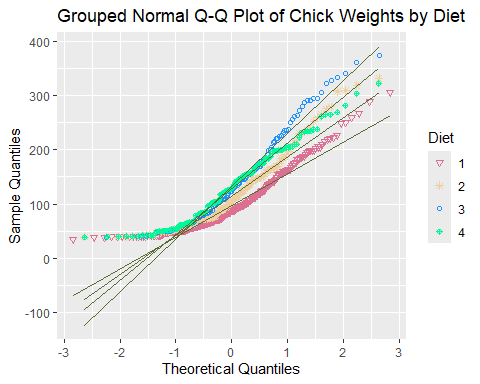 Grouped Normal Q-Q Plot of Chick Weights by Diet
400
300
200
100
0
-100
-3 -2 -1 0 1 2 3
Sample Quantiles
Theoretical Quantiles
Diet
1
2
3
4